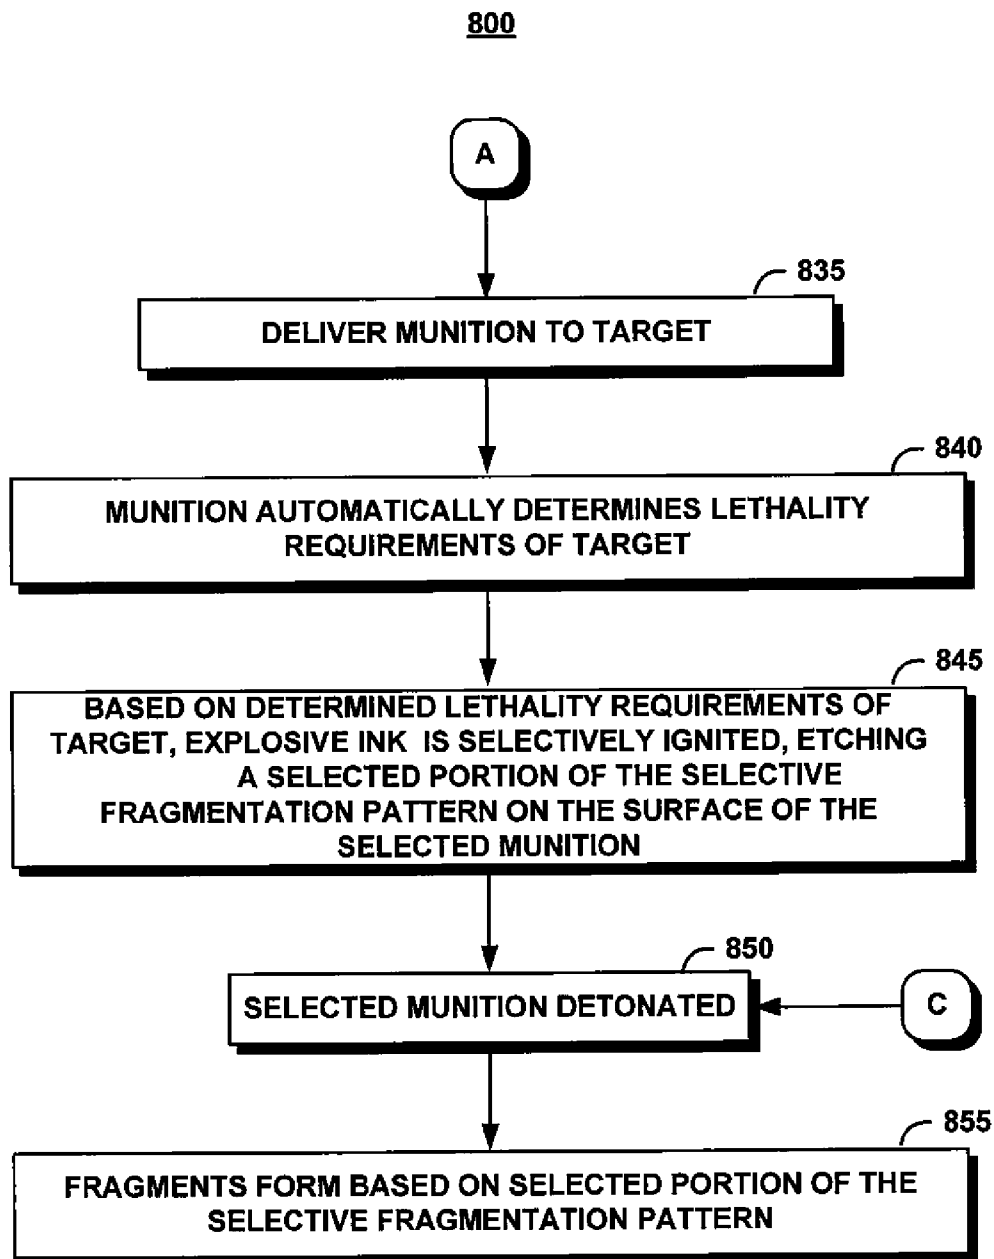 800
A
835
DELIVER MUNITION TO TARGET
840
MUNITION AUTOMATICALLY DETERMINES LETHALITY
REQUIREMENTS OF TARGET
845
BASED ON DETERMINED LETHALITY REQUIREMENTS OF
TARGET, EXPLOSIVE INK IS SELECTIVELY IGNITED, ETCHING
A SELECTED PORTION OF THE SELECTIVE
FRAGMENTATION PATTERN ON THE SURFACE OF THE
SELECTED MUNITION
850
SELECTED MUNITION DETONATED
C
855
FRAGMENTS FORM BASED ON SELECTED PORTION OF THE
SELECTIVE FRAGMENTATION PATTERN